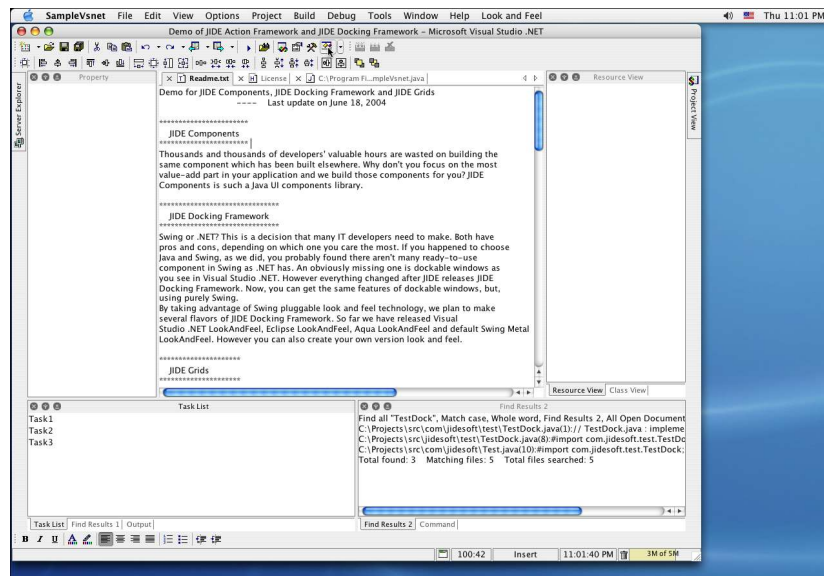 SampleVsnet File Edit View Options Project Build Debug Tools Window Help Look and Feel
Thu 11:01 PM
Demo of JIDE Action Framework and JIDE Docking Framework – Microsoft Visual Studio .NET
Server Explorer
Property
Readme.txt License C:\Program Fi...mpleVsnet.java
Resource View
Project View
Demo for JIDE Components, JIDE Docking Framework and JIDE Grids
---- Last update on June 18, 2004
**********************
JIDE Components
**********************
Thousands and thousands of developers' valuable hours are wasted on building the
same component which has been built elsewhere. Why don't you focus on the most
value-add part in your application and we build those components for you? JIDE
Components is such a Java UI components library.
******************************
JIDE Docking Framework
******************************
Swing or .NET? This is a decision that many IT developers need to make. Both have
pros and cons, depending on which one you care the most. If you happened to choose
Java and Swing, as we did, you probably found there aren't many ready-to-use
component in Swing as .NET has. An obviously missing one is dockable windows as
you see in Visual Studio .NET. However everything changed after JIDE releases JIDE
Docking Framework. Now, you can get the same features of dockable windows, but,
using purely Swing.
By taking advantage of Swing pluggable look and feel technology, we plan to make
several flavors of JIDE Docking Framework. So far we have released Visual
Studio .NET LookAndFeel, Eclipse LookAndFeel, Aqua LookAndFeel and default Swing Metal
LookAndFeel. However you can also create your own version look and feel.
********************
JIDE Grids
********************
Resource View Class View
Task List
Task1
Task2
Task3
Find Results 2
Find all "TestDock", Match case, Whole word, Find Results 2, All Open Document
C:\Projects\src\com\jidesoft\test\TestDock.java(1):// TestDock.java : impleme
C:\Projects\src\com\jidesoft\test\TestDock.java(8):#import com.jidesoft.test.TestDo
C:\Projects\src\com\jidesoft\Test.java(10):#import com.jidesoft.test.TestDock;
Total found: 3 Matching files: 5 Total files searched: 5
Task List Find Results 1 Output
Find Results 2 Command
B I U A
100:42 Insert 11:01:40 PM 3M of 5M